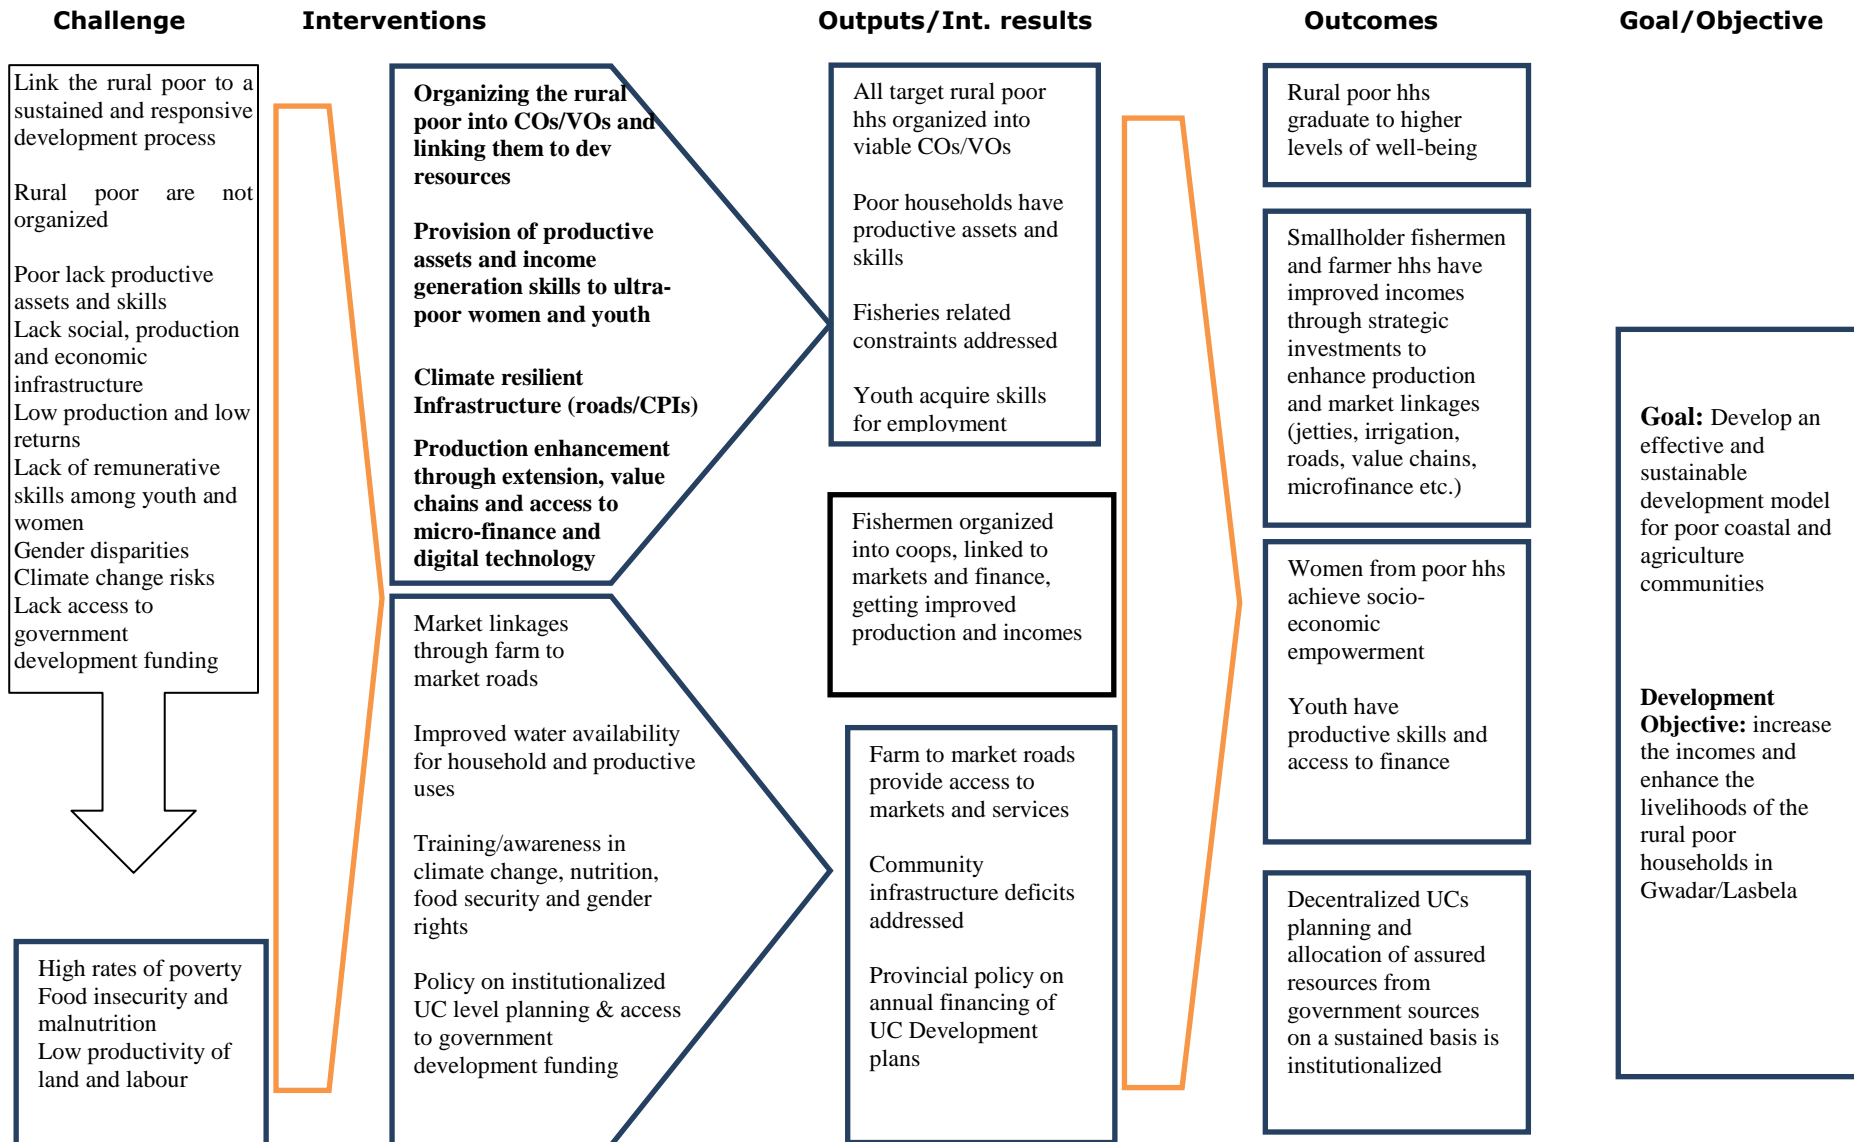 Challenge
Interventions
Outputs/Int. results
Outcomes
Goal/Objective
Link the rural poor to a
sustained and responsive
development process
Rural poor are not
organized
Poor lack productive
assets and skills
Lack social, production
and economic
infrastructure
Low production and low
returns
Lack of remunerative
skills among youth and
women
Gender disparities
Climate change risks
Lack access to
government
development funding
High rates of poverty
Food insecurity and
malnutrition
Low productivity of
land and labour
Organizing the rural
poor into COs/VOs and
linking them to dev
resources
Provision of productive
assets and income
generation skills to ultra-
poor women and youth
Climate resilient
Infrastructure (roads/CPIs)
Production enhancement
through extension, value
chains and access to
micro-finance and
digital technology
Market linkages
through farm to
market roads
Improved water availability
for household and productive
uses
Training/awareness in
climate change, nutrition,
food security and gender
rights
Policy on institutionalized
UC level planning & access
to government
development funding
All target rural poor
hhs organized into
viable COs/VOs
Poor households have
productive assets and
skills
Fisheries related
constraints addressed
Youth acquire skills
for employment
Fishermen organized
into coops, linked to
markets and finance,
getting improved
production and incomes
Farm to market roads
provide access to
markets and services
Community
infrastructure deficits
addressed
Provincial policy on
annual financing of
UC Development
plans
Rural poor hhs
graduate to higher
levels of well-being
Smallholder fishermen
and farmer hhs have
improved incomes
through strategic
investments to
enhance production
and market linkages
(jetties, irrigation,
roads, value chains,
microfinance etc.)
Women from poor hhs
achieve socio-
economic
empowerment
Youth have
productive skills and
access to finance
Decentralized UCs
planning and
allocation of assured
resources from
government sources
on a sustained basis is
institutionalized
Goal: Develop an
effective and
sustainable
development model
for poor coastal and
agriculture
communities
Development
Objective: increase
the incomes and
enhance the
livelihoods of the
rural poor
households in
Gwadar/Lasbela